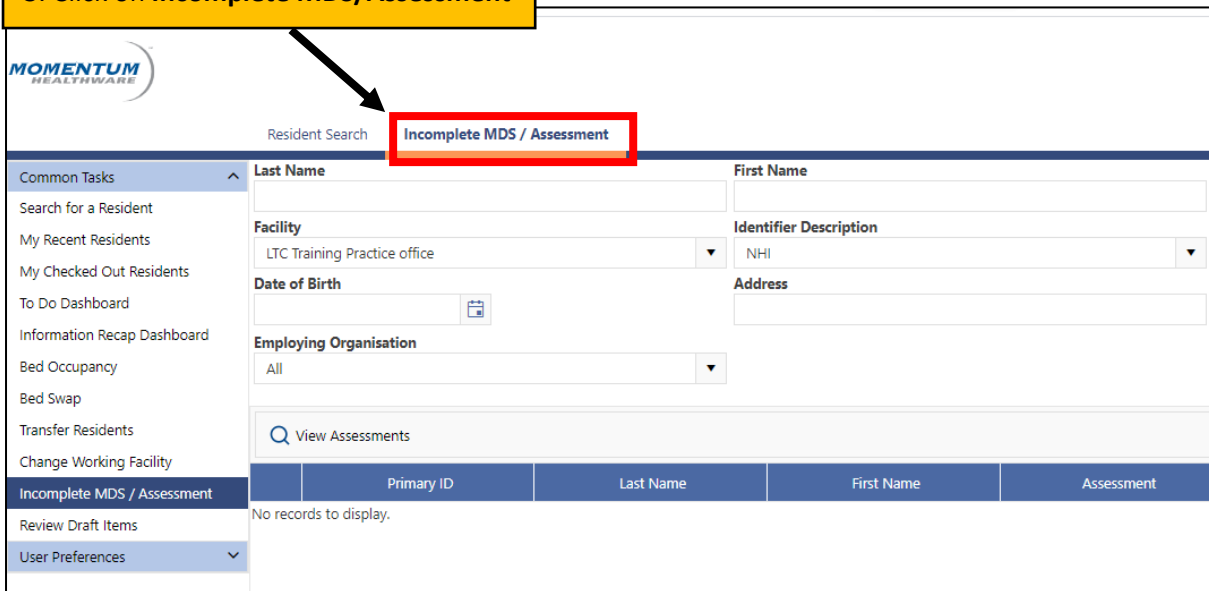 Or Click on Incomplete MDS/Assessment
MOMENTUM
HEALTHWARE
Resident Search Incomplete MDS / Assessment
Common Tasks
Search for a Resident
My Recent Residents
My Checked Out Residents
To Do Dashboard
Information Recap Dashboard
Bed Occupancy
Bed Swap
Transfer Residents
Change Working Facility
Incomplete MDS / Assessment
Review Draft Items
User Preferences
Last Name First Name
Facility Identifier Description
LTC Training Practice office NHI
Date of Birth Address
Employing Organisation
All
View Assessments
Primary ID Last Name First Name Assessment
No records to display.